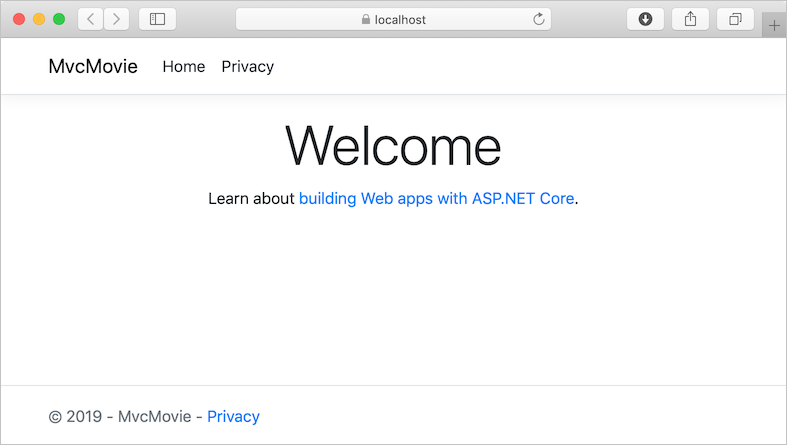 localhost
MvcMovie Home Privacy
Welcome
Learn about building Web apps with ASP.NET Core.
© 2019 - MvcMovie - Privacy